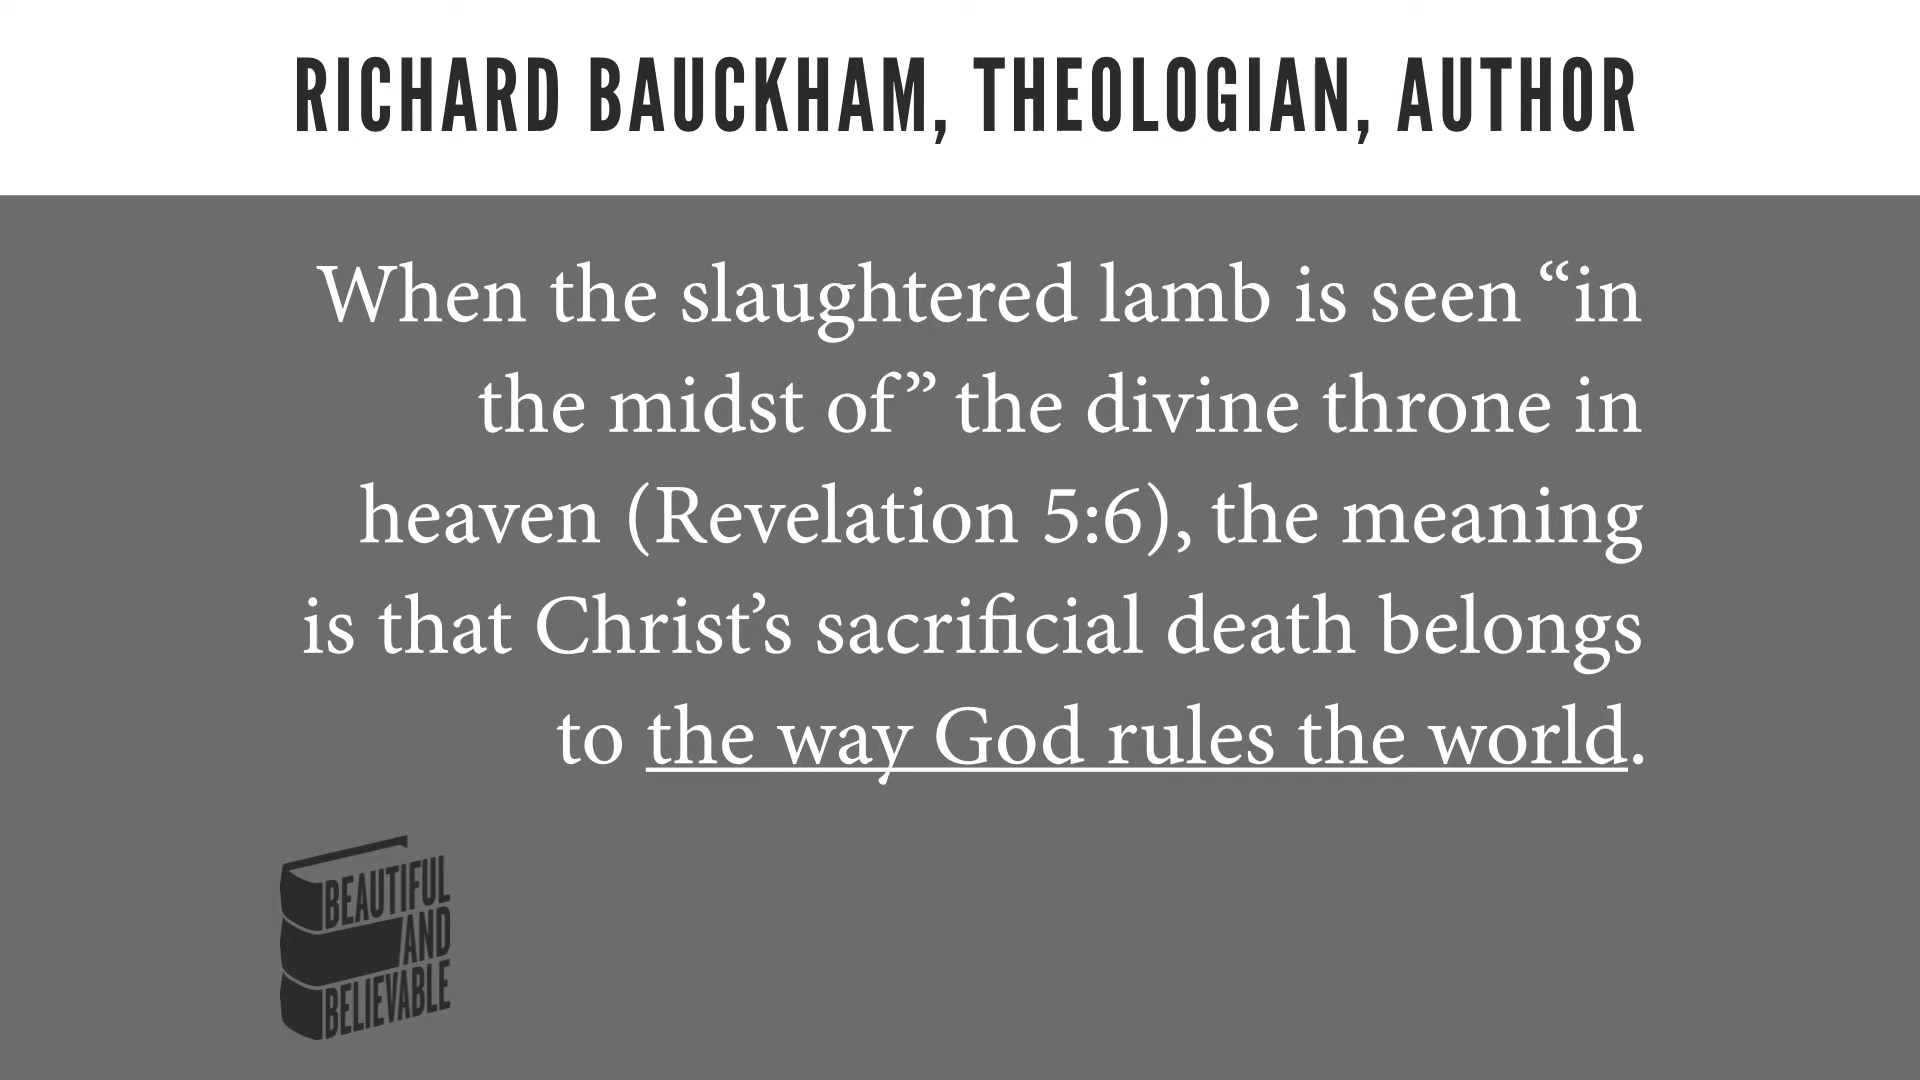 RICHARD BAUCKHAM, THEOLOGIAN, AUTHOR
When the slaughtered lamb is seen “in
the midst of” the divine throne in
heaven (Revelation 5:6), the meaning
is that Christ’s sacrificial death belongs
to the way God rules the world.
BEAUTIFUL
AND
BELIEVABLE